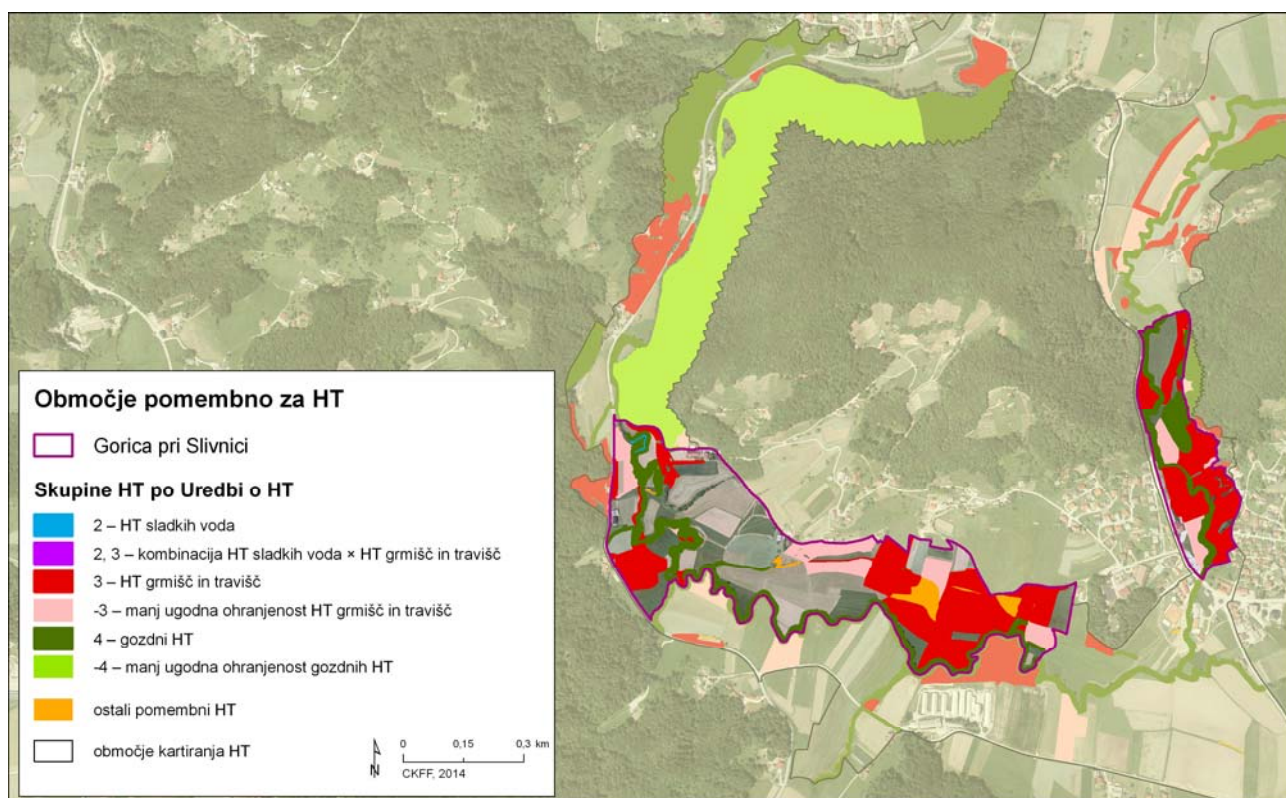 Območje pomembno za HT
Gorica pri Slivnici
Skupine HT po Uredbi o HT
2 – HT sladkih voda
2, 3 – kombinacija HT sladkih voda × HT grmišč in travišč
3 – HT grmišč in travišč
-3 – manj ugodna ohranjenost HT grmišč in travišč
4 – gozdni HT
-4 – manj ugodna ohranjenost gozdnih HT
ostali pomembni HT
območje kartiranja HT
N
0 0,15 0,3 km
CKFF, 2014